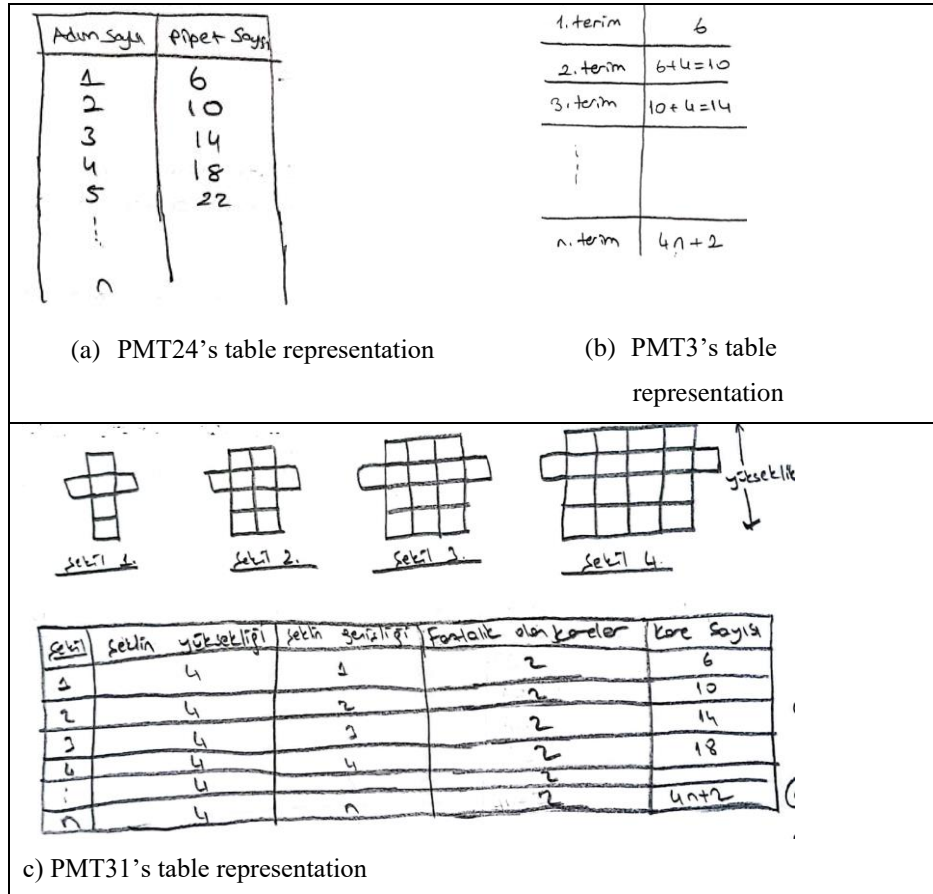 Adım Sayısı Pipet Sayısı
1 6
2 10
3 14
4 18
5 22
n
(a) PMT24’s table representation
1. terim 6
2. terim 6+4=10
3. terim 10+4=14
n. terim 4n+2
(b) PMT3’s table
representation
yükseklik
Şekil 1. Şekil 2. Şekil 3. Şekil 4.
Şekil Şeklin yüksekliği Şeklin genişliği Fazlalık olan kareler Kare Sayısı
1 4 1 2 6
2 4 2 2 10
3 4 3 2 14
4 4 4 2 18
⋮ 4 2
n 4 n 2 4n+2
c) PMT31’s table representation